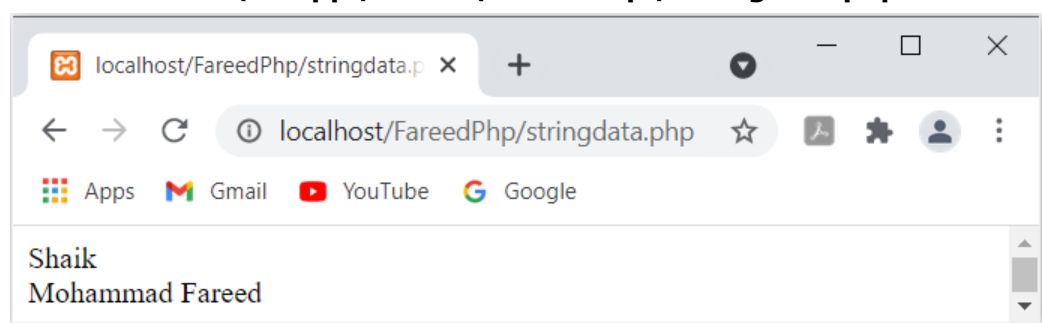 localhost/FareedPhp/stringdata.p
localhost/FareedPhp/stringdata.php
Apps Gmail YouTube Google
Shaik
Mohammad Fareed